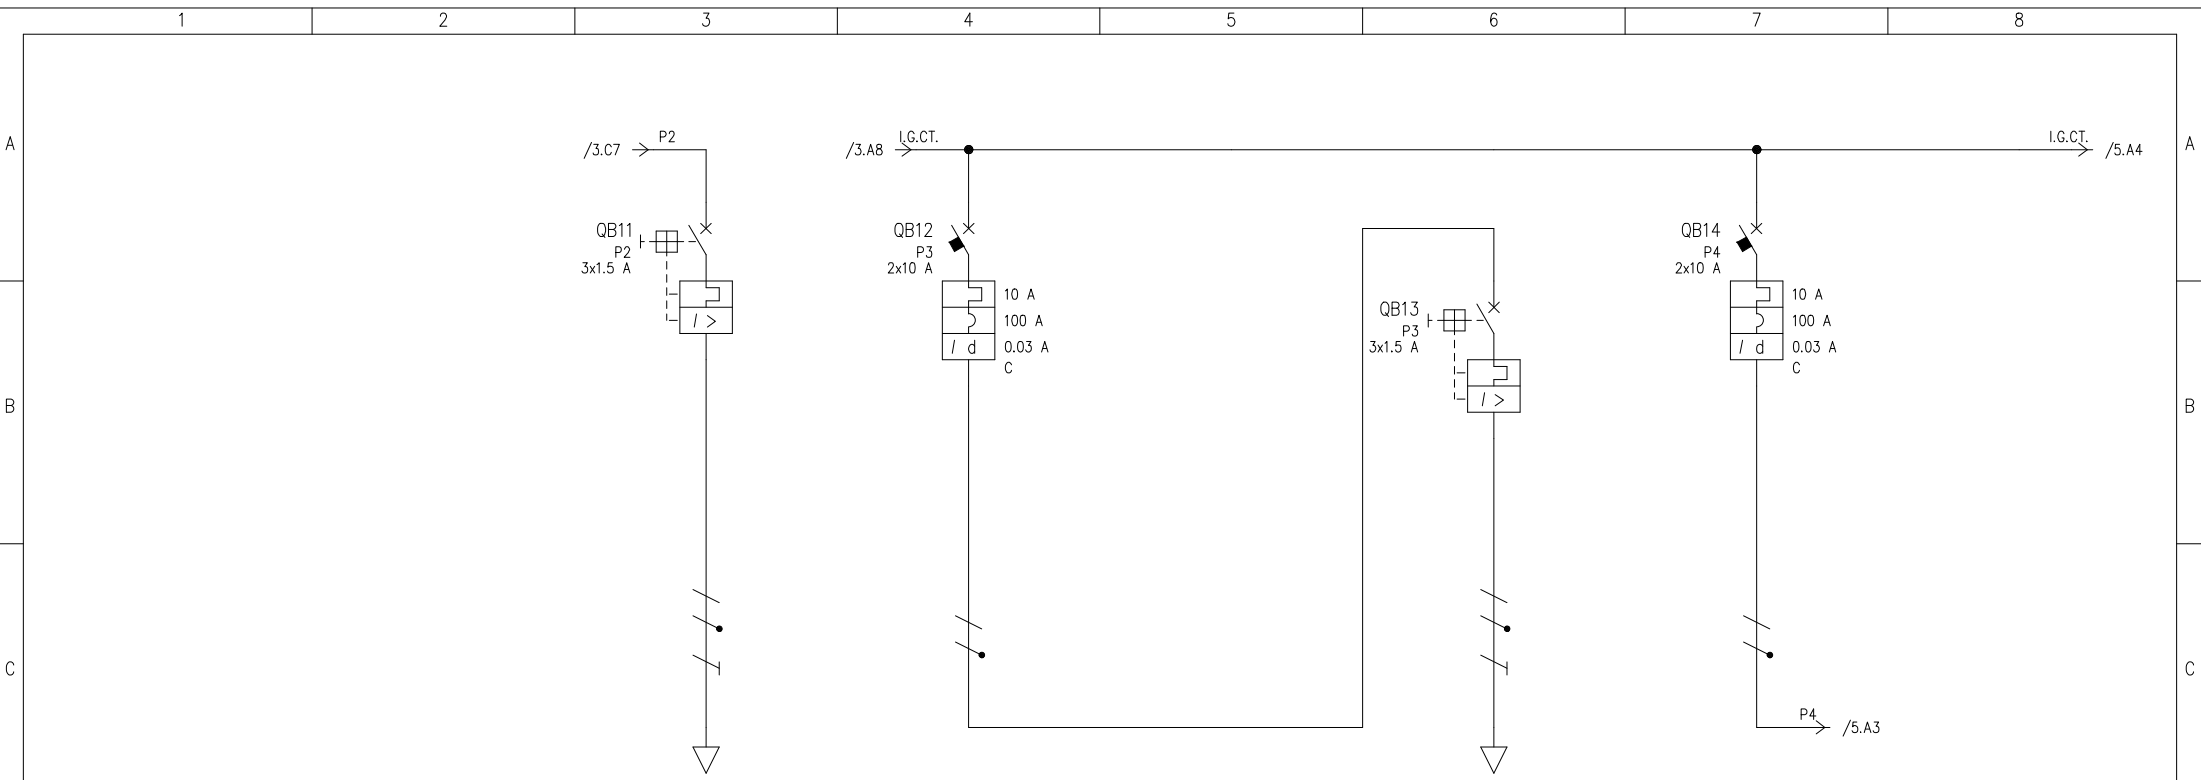 1 2 3 4 5 6 7 8
A A
/3.C7 P2
/3.A8 I.G.CT.
I.G.CT. /5.A4
QB11
P2
3x1.5 A
I >
QB12
P3
2x10 A
10 A
100 A
I d 0.03 A
C
QB13
P3
3x1.5 A
I >
QB14
P4
2x10 A
10 A
100 A
I d 0.03 A
C
B B
C C
P4 /5.A3